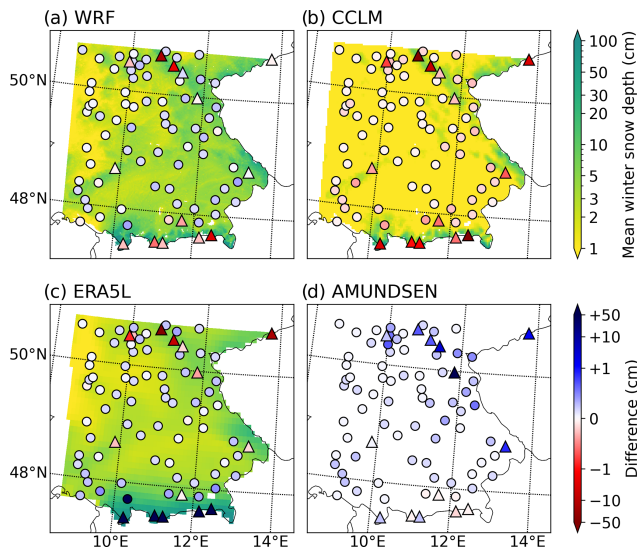 (a) WRF
(b) CCLM
50°N
48°N
100
50
30
20
10
5
3
2
1
Mean winter snow depth (cm)
(c) ERA5L
(d) AMUNDSEN
50°N
48°N
10°E
12°E
14°E
10°E
12°E
14°E
+50
+10
+1
0
-1
-10
-50
Difference (cm)